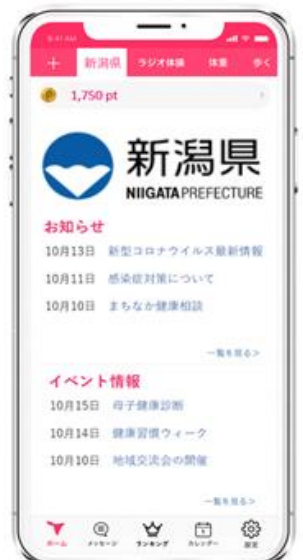 9:41 AM
+ 新潟県 ラジオ体操 体重 歩く
P 1,750 pt
新潟県
NIIGATA PREFECTURE
お知らせ
10月13日 新型コロナウイルス最新情報
10月11日 感染症対策について
10月10日 まちなか健康相談
一覧を見る>
イベント情報
10月15日 母子健康診断
10月14日 健康習慣ウィーク
10月10日 地域交流会の開催
一覧を見る>
ホーム メッセージ ランキング カレンダー 設定